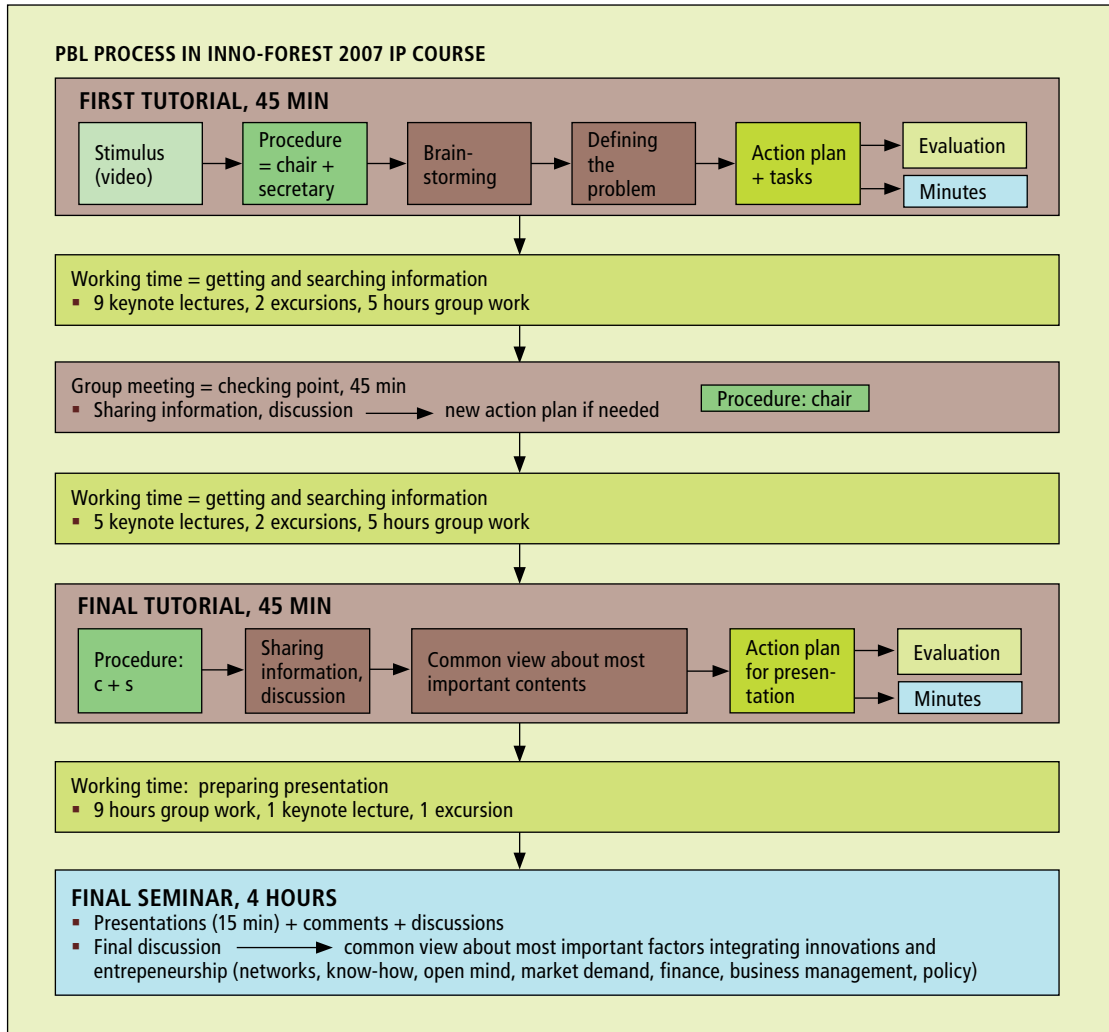 PBL PROCESS IN INNO-FOREST 2007 IP COURSE
FIRST TUTORIAL, 45 MIN
Stimulus
(video)
Procedure
= chair +
secretary
Brain-
storming
Defining
the
problem
Action plan
+ tasks
Evaluation
Minutes
Working time = getting and searching information
▪ 9 keynote lectures, 2 excursions, 5 hours group work
Group meeting = checking point, 45 min
▪ Sharing information, discussion → new action plan if needed
Procedure: chair
Working time = getting and searching information
▪ 5 keynote lectures, 2 excursions, 5 hours group work
FINAL TUTORIAL, 45 MIN
Procedure:
c + s
Sharing
information,
discussion
Common view about most
important contents
Action plan
for presen-
tation
Evaluation
Minutes
Working time: preparing presentation
▪ 9 hours group work, 1 keynote lecture, 1 excursion
FINAL SEMINAR, 4 HOURS
▪ Presentations (15 min) + comments + discussions
▪ Final discussion → common view about most important factors integrating innovations and
entrepeneurship (networks, know-how, open mind, market demand, finance, business management, policy)